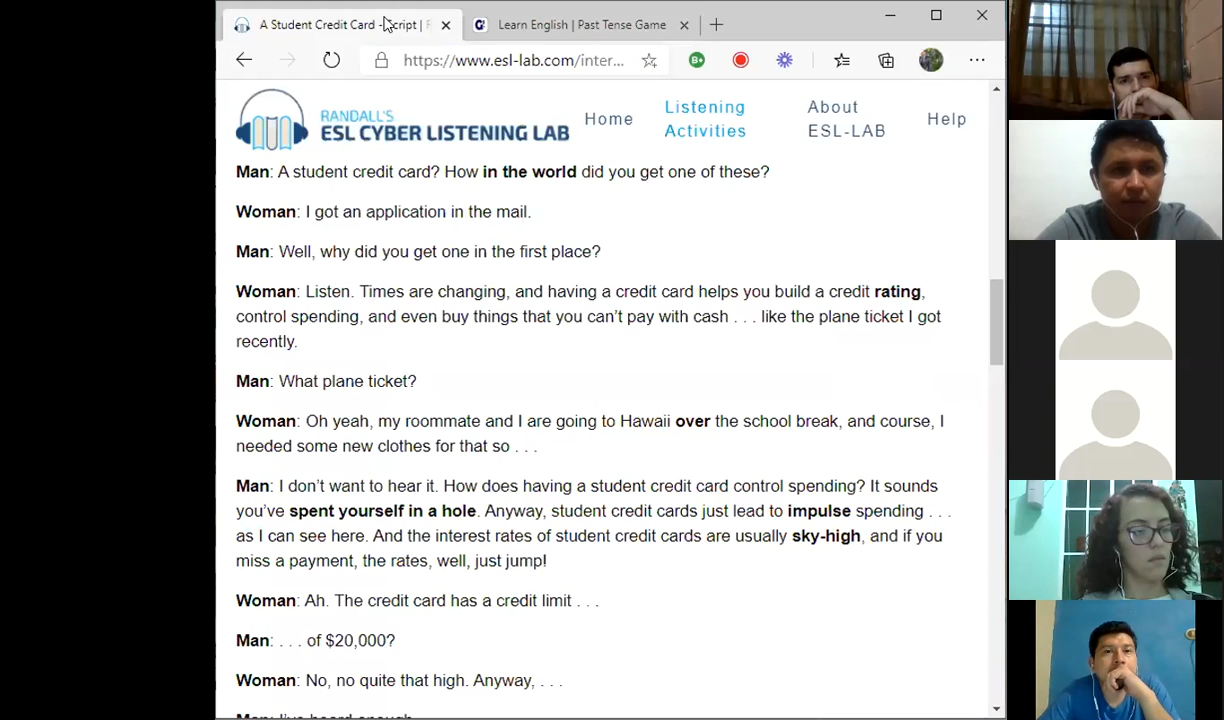 A Student Credit Card - Script |
Learn English | Past Tense Game
https://www.esl-lab.com/inter...
B+
RANDALL'S
ESL CYBER LISTENING LAB
Home
Listening
Activities
About
ESL-LAB
Help
Man: A student credit card? How in the world did you get one of these?
Woman: I got an application in the mail.
Man: Well, why did you get one in the first place?
Woman: Listen. Times are changing, and having a credit card helps you build a credit rating,
control spending, and even buy things that you can't pay with cash . . . like the plane ticket I got
recently.
Man: What plane ticket?
Woman: Oh yeah, my roommate and I are going to Hawaii over the school break, and course, I
needed some new clothes for that so . . .
Man: I don't want to hear it. How does having a student credit card control spending? It sounds
you've spent yourself in a hole. Anyway, student credit cards just lead to impulse spending . . .
as I can see here. And the interest rates of student credit cards are usually sky-high, and if you
miss a payment, the rates, well, just jump!
Woman: Ah. The credit card has a credit limit . . .
Man: . . . of $20,000?
Woman: No, no quite that high. Anyway, . . .
Man: I've heard enough.